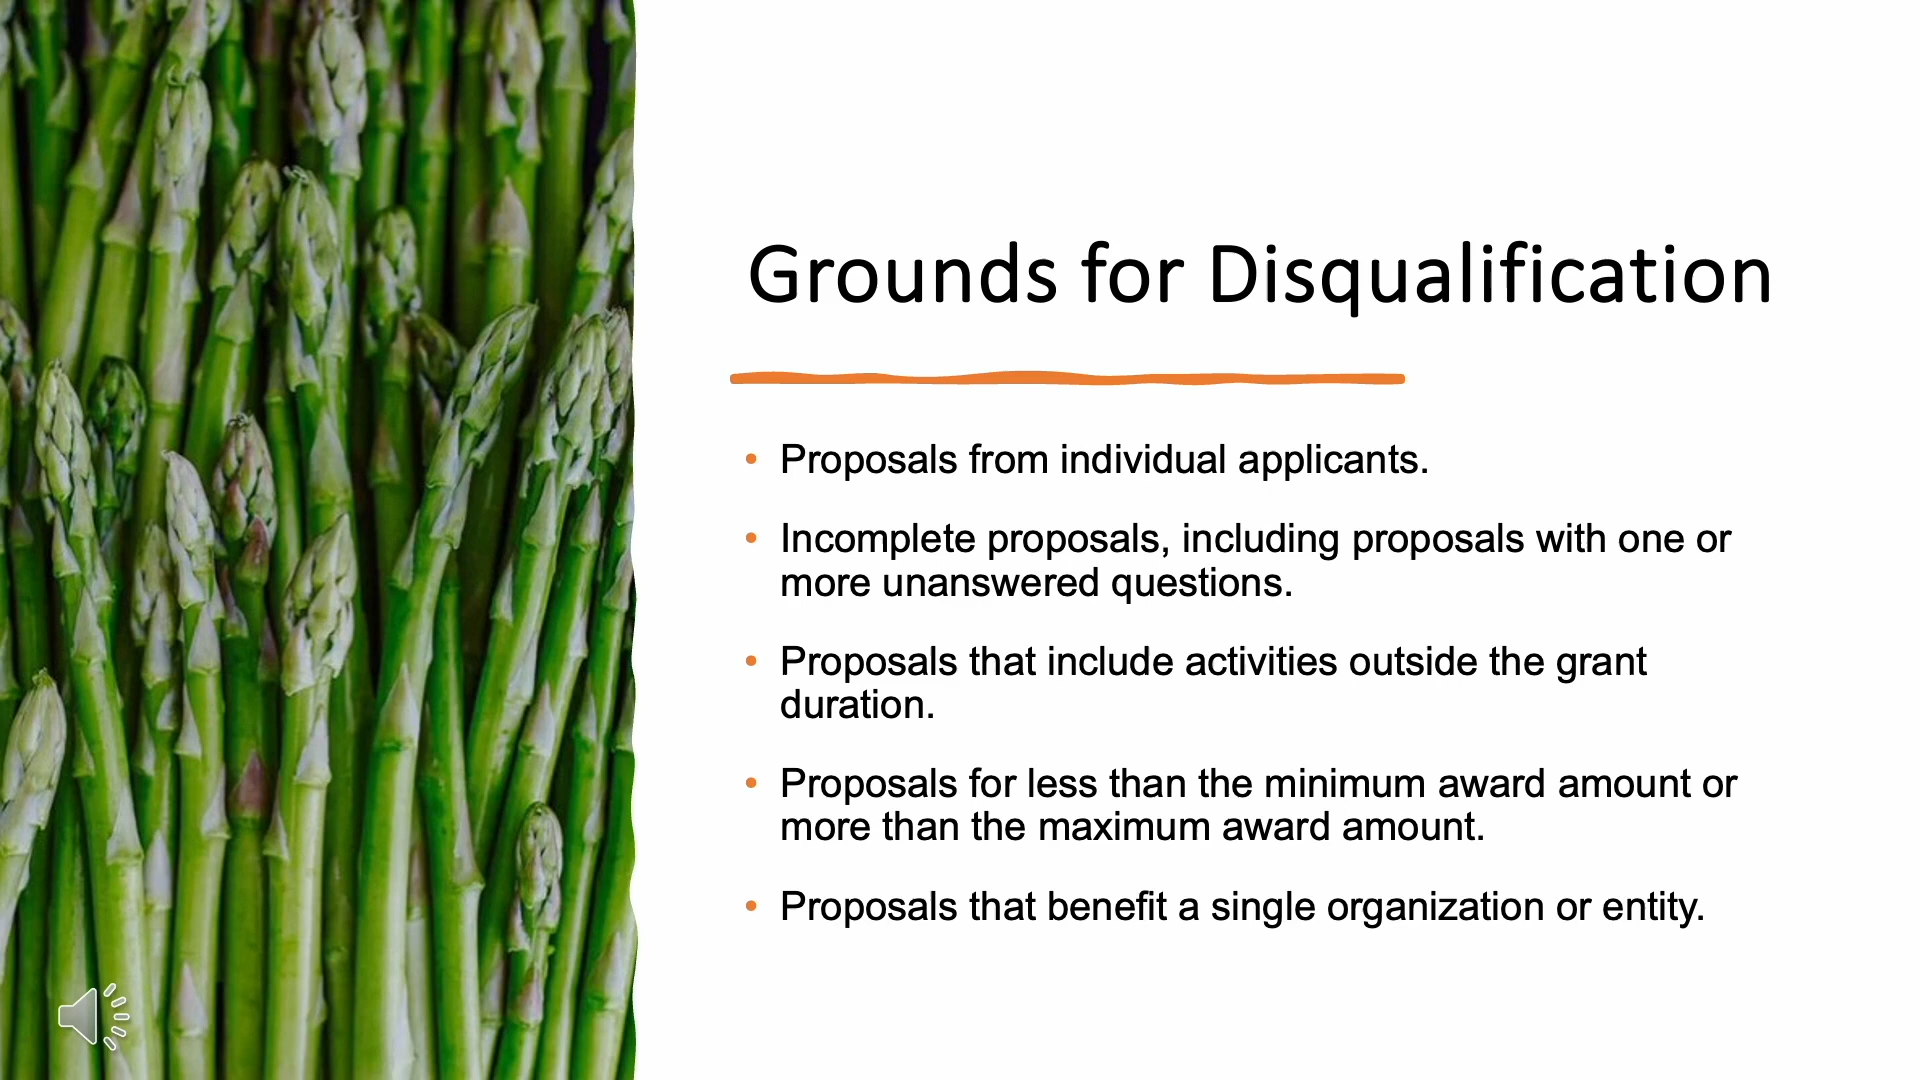 Grounds for Disqualification
• Proposals from individual applicants.
• Incomplete proposals, including proposals with one or
more unanswered questions.
• Proposals that include activities outside the grant
duration.
• Proposals for less than the minimum award amount or
more than the maximum award amount.
• Proposals that benefit a single organization or entity.